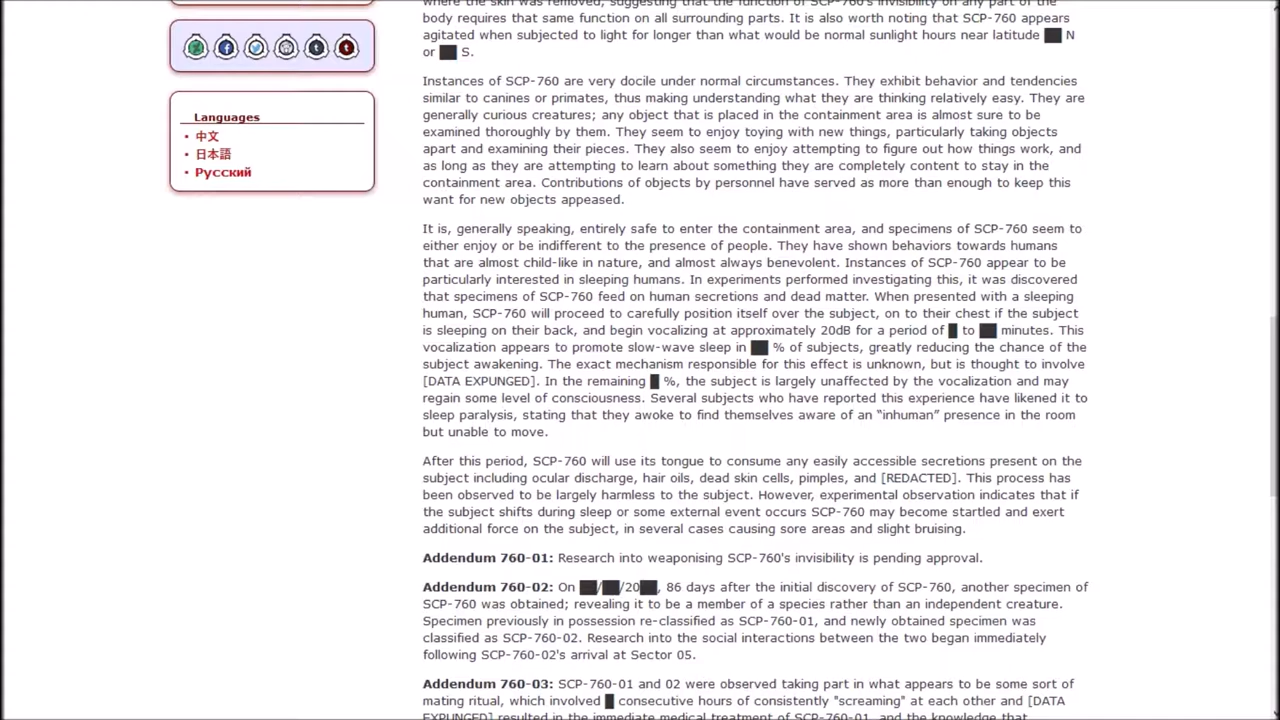 Languages
中文
日本語
Русский
where the skin was removed, suggesting that the function of SCP-760's invisibility on any part of the
body requires that same function on all surrounding parts. It is also worth noting that SCP-760 appears
agitated when subjected to light for longer than what would be normal sunlight hours near latitude ██ N
or ██ S.
Instances of SCP-760 are very docile under normal circumstances. They exhibit behavior and tendencies
similar to canines or primates, thus making understanding what they are thinking relatively easy. They are
generally curious creatures; any object that is placed in the containment area is almost sure to be
examined thoroughly by them. They seem to enjoy toying with new things, particularly taking objects
apart and examining their pieces. They also seem to enjoy attempting to figure out how things work, and
as long as they are attempting to learn about something they are completely content to stay in the
containment area. Contributions of objects by personnel have served as more than enough to keep this
want for new objects appeased.
It is, generally speaking, entirely safe to enter the containment area, and specimens of SCP-760 seem to
either enjoy or be indifferent to the presence of people. They have shown behaviors towards humans
that are almost child-like in nature, and almost always benevolent. Instances of SCP-760 appear to be
particularly interested in sleeping humans. In experiments performed investigating this, it was discovered
that specimens of SCP-760 feed on human secretions and dead matter. When presented with a sleeping
human, SCP-760 will proceed to carefully position itself over the subject, on to their chest if the subject
is sleeping on their back, and begin vocalizing at approximately 20dB for a period of █ to ██ minutes. This
vocalization appears to promote slow-wave sleep in ██ % of subjects, greatly reducing the chance of the
subject awakening. The exact mechanism responsible for this effect is unknown, but is thought to involve
[DATA EXPUNGED]. In the remaining █ %, the subject is largely unaffected by the vocalization and may
regain some level of consciousness. Several subjects who have reported this experience have likened it to
sleep paralysis, stating that they awoke to find themselves aware of an “inhuman” presence in the room
but unable to move.
After this period, SCP-760 will use its tongue to consume any easily accessible secretions present on the
subject including ocular discharge, hair oils, dead skin cells, pimples, and [REDACTED]. This process has
been observed to be largely harmless to the subject. However, experimental observation indicates that if
the subject shifts during sleep or some external event occurs SCP-760 may become startled and exert
additional force on the subject, in several cases causing sore areas and slight bruising.
Addendum 760-01: Research into weaponising SCP-760's invisibility is pending approval.
Addendum 760-02: On ██/██/20██, 86 days after the initial discovery of SCP-760, another specimen of
SCP-760 was obtained; revealing it to be a member of a species rather than an independent creature.
Specimen previously in possession re-classified as SCP-760-01, and newly obtained specimen was
classified as SCP-760-02. Research into the social interactions between the two began immediately
following SCP-760-02's arrival at Sector 05.
Addendum 760-03: SCP-760-01 and 02 were observed taking part in what appears to be some sort of
mating ritual, which involved █ consecutive hours of consistently "screaming" at each other and [DATA
EXPUNGED] resulted in the immediate medical treatment of SCP-760-01, and the knowledge that